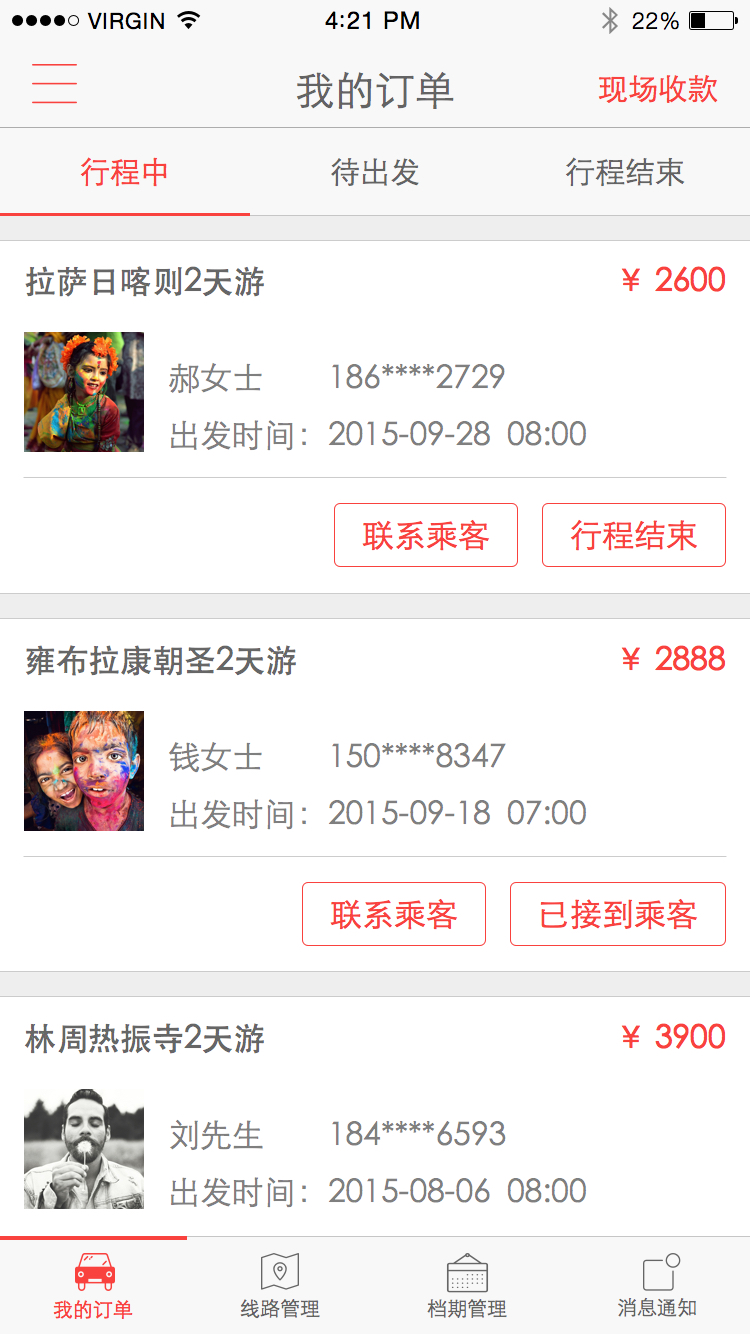 VIRGIN 4:21 PM 22%
我的订单 现场收款
行程中 待出发 行程结束
拉萨日喀则2天游 ¥ 2600
郝女士 186****2729
出发时间：2015-09-28 08:00
联系乘客 行程结束
雍布拉康朝圣2天游 ¥ 2888
钱女士 150****8347
出发时间：2015-09-18 07:00
联系乘客 已接到乘客
林周热振寺2天游 ¥ 3900
刘先生 184****6593
出发时间：2015-08-06 08:00
我的订单 线路管理 档期管理 消息通知